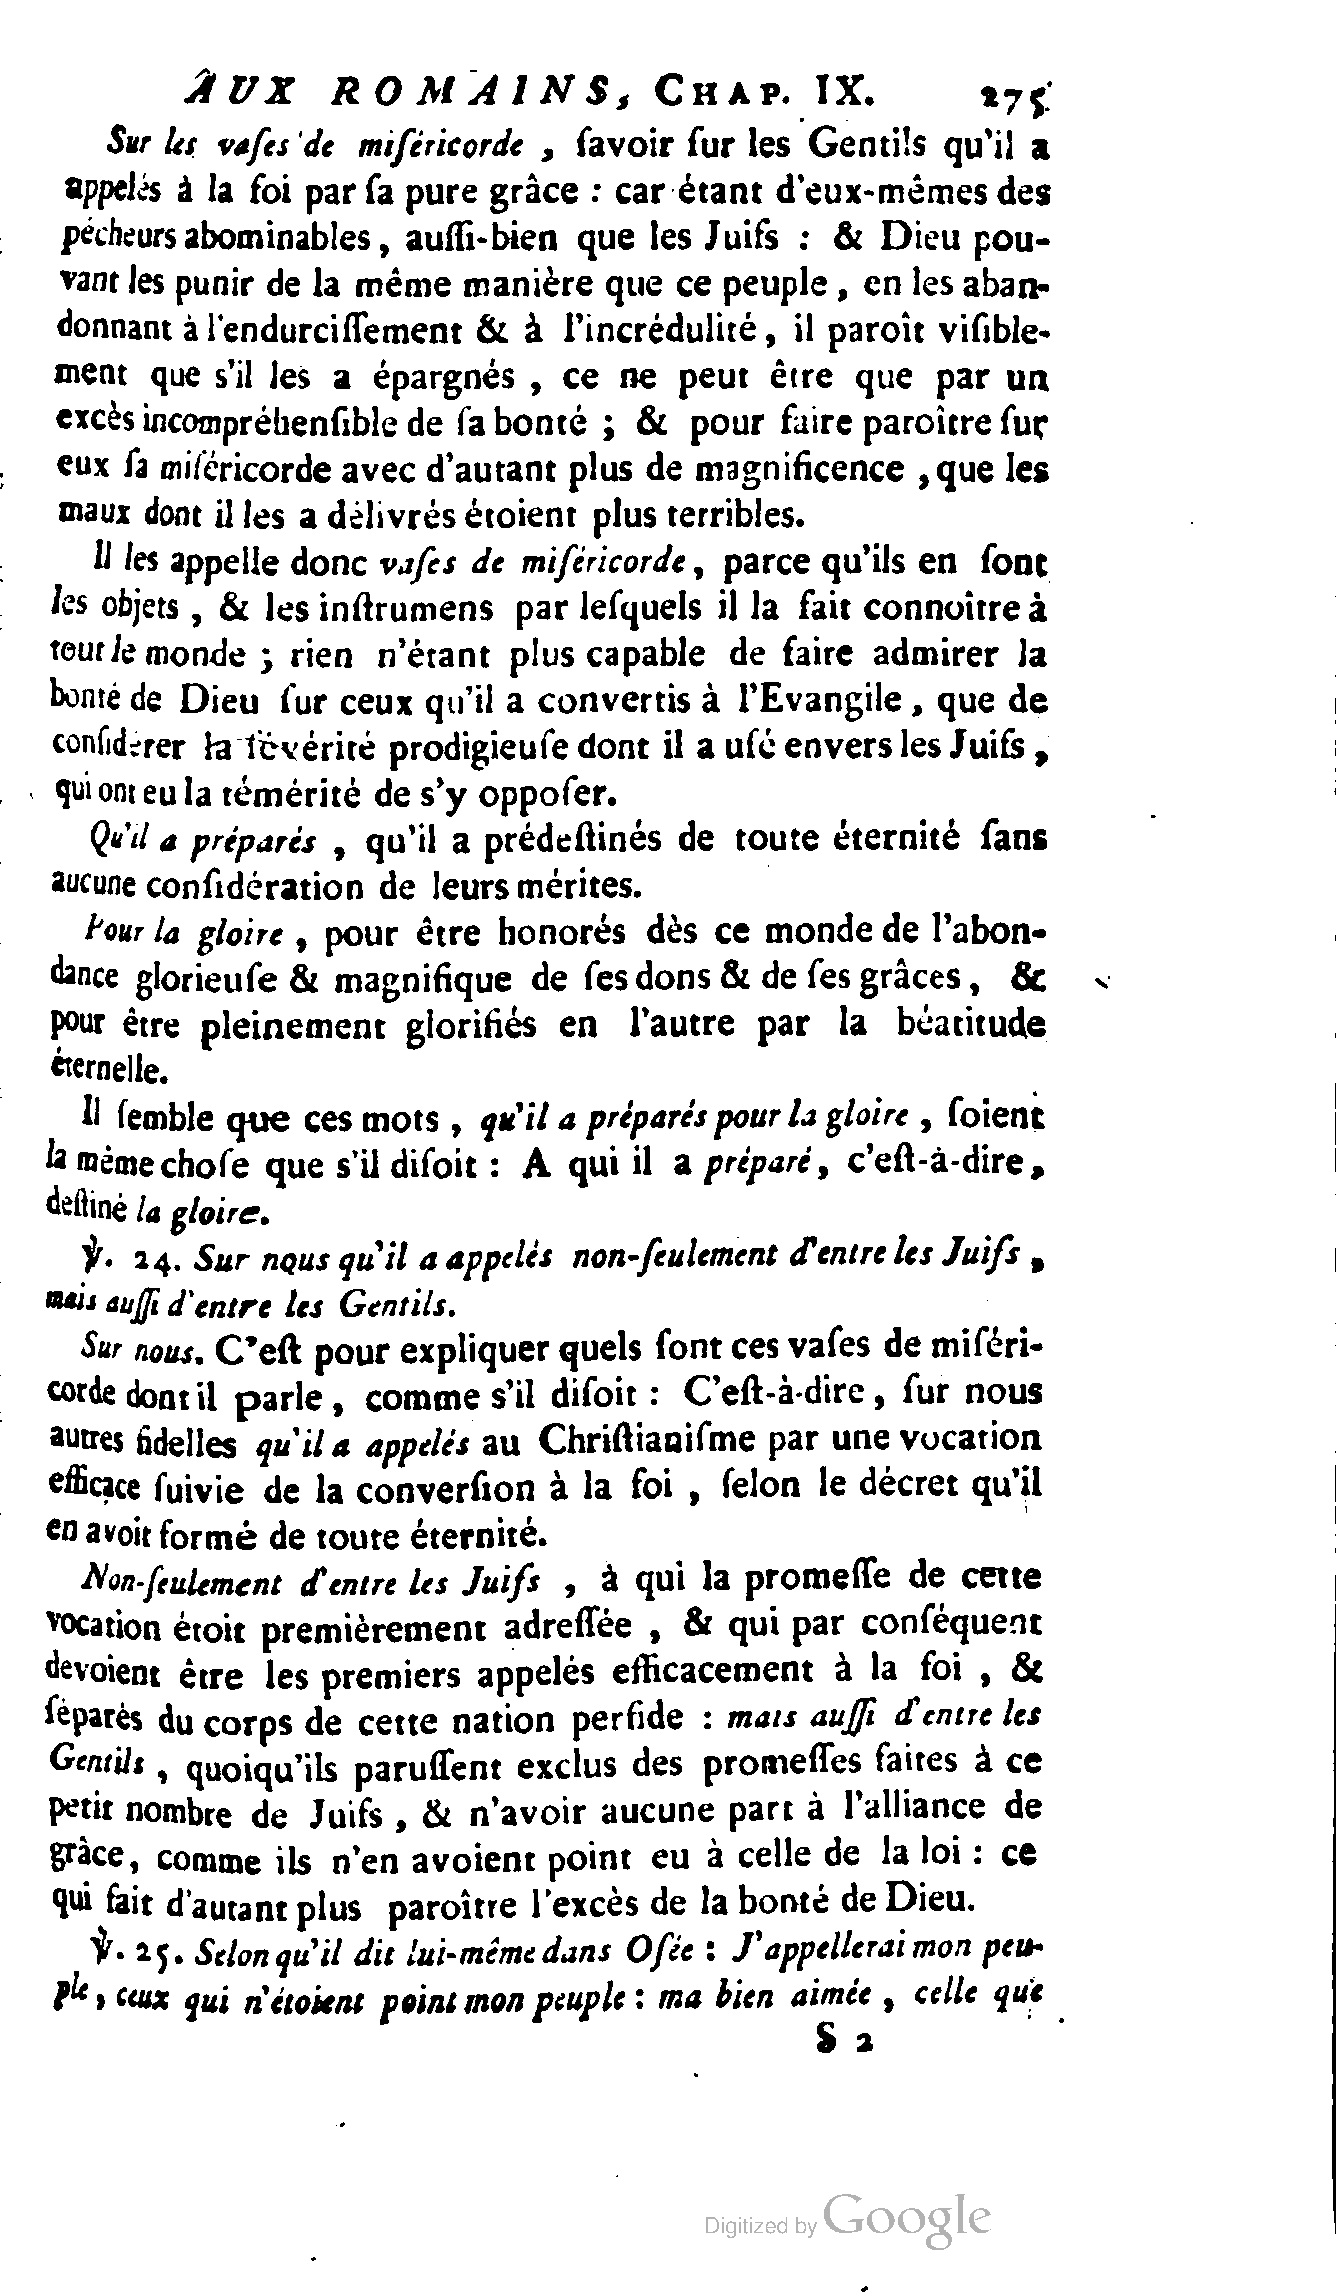 AUX ROMAINS, CHAP. IX. 275
Sur les vaſes de miſéricorde , ſavoir ſur les Gentils qu'il a
appelés à la foi par ſa pure grâce : car étant d'eux-mêmes des
pécheurs abominables, auſſi-bien que les Juifs : & Dieu pou-
vant les punir de la même manière que ce peuple , en les aban-
donnant à l'endurciſſement & à l'incrédulité, il paroît viſible-
ment que s'il les a épargnés , ce ne peut être que par un
excès incompréhenſible de ſa bonté ; & pour faire paroître ſur
eux ſa miſéricorde avec d'autant plus de magnificence , que les
maux dont il les a délivrés étoient plus terribles.
Il les appelle donc vaſes de miſéricorde, parce qu'ils en ſont
les objets , & les inſtrumens par leſquels il la fait connoître à
tout le monde ; rien n'étant plus capable de faire admirer la
bonté de Dieu ſur ceux qu'il a convertis à l'Evangile , que de
conſidérer la ſévérité prodigieuſe dont il a uſé envers les Juifs ,
qui ont eu la témérité de s'y oppoſer.
Qu'il a préparés , qu'il a prédeſtinés de toute éternité ſans
aucune conſidération de leurs mérites.
Pour la gloire , pour être honorés dès ce monde de l'abon-
dance glorieuſe & magnifique de ſes dons & de ſes grâces, &
pour être pleinement glorifiés en l'autre par la béatitude
éternelle.
Il ſemble que ces mots , qu'il a préparés pour la gloire , ſoient
la même choſe que s'il diſoit : A qui il a préparé, c'eſt-à-dire,
deſtiné la gloire.
℣. 24. Sur nous qu'il a appelés non-ſeulement d'entre les Juifs ,
mais auſſi d'entre les Gentils.
Sur nous. C'eſt pour expliquer quels ſont ces vaſes de miſéri-
corde dont il parle, comme s'il diſoit : C'eſt-à-dire, ſur nous
autres fidelles qu'il a appelés au Chriſtianiſme par une vocation
efficace ſuivie de la converſion à la foi , ſelon le décret qu'il
en avoit formé de toute éternité.
Non-ſeulement d'entre les Juifs , à qui la promeſſe de cette
vocation étoit premièrement adreſſée , & qui par conſéquent
devoient être les premiers appelés efficacement à la foi , &
ſéparés du corps de cette nation perfide : mais auſſi d'entre les
Gentils , quoiqu'ils paruſſent exclus des promeſſes faites à ce
petit nombre de Juifs , & n'avoir aucune part à l'alliance de
grâce, comme ils n'en avoient point eu à celle de la loi : ce
qui fait d'autant plus paroître l'excès de la bonté de Dieu.
℣. 25. Selon qu'il dit lui-même dans Oſée : J'appellerai mon peu-
ple, ceux qui n'étoient point mon peuple : ma bien aimée , celle que
S 2
Digitized by Google